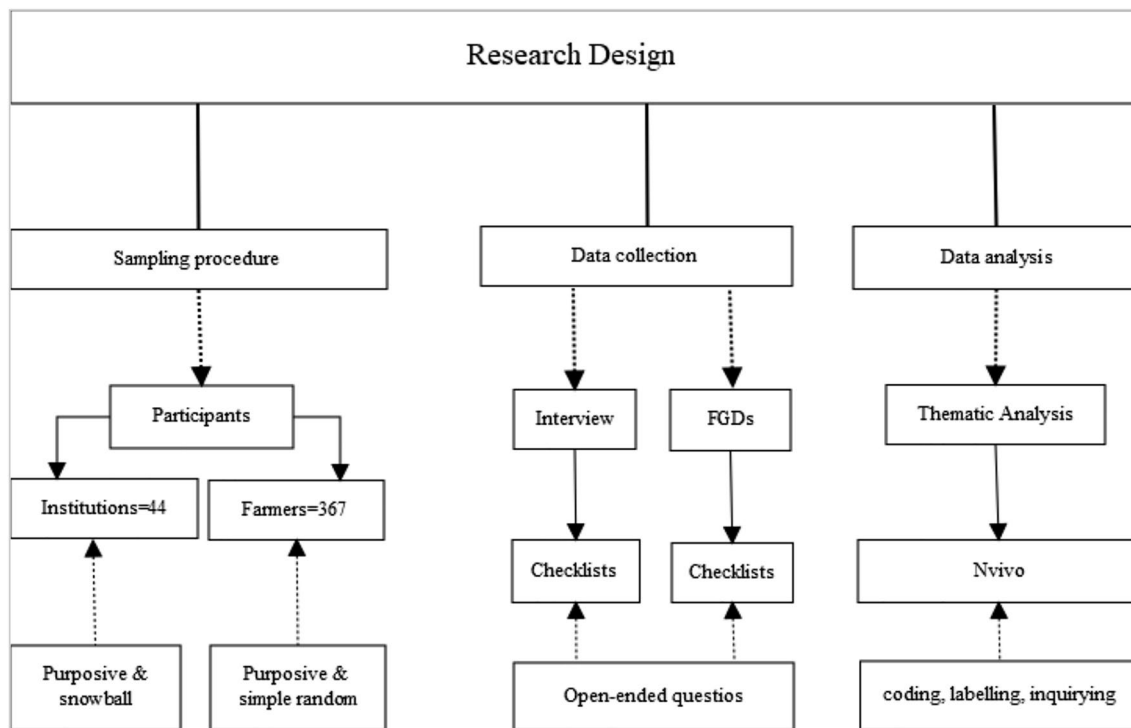 Research Design
Sampling procedure
Data collection
Data analysis
Participants
Interview
FGDs
Thematic Analysis
Institutions=44
Farmers=367
Checklists
Checklists
Nvivo
Purposive &
snowball
Purposive &
simple random
Open-ended questios
coding, labelling, inquirying